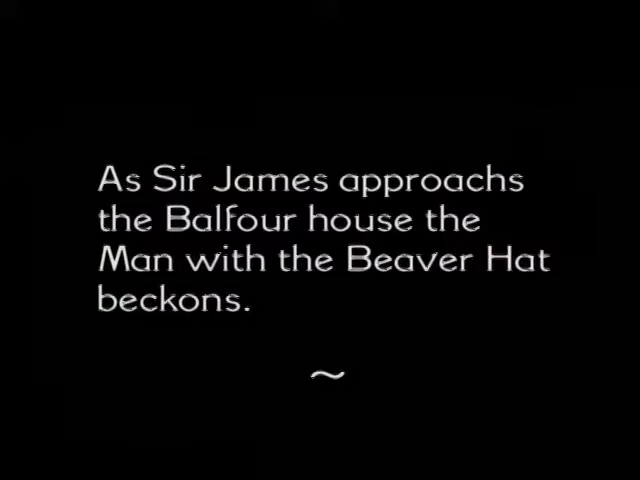 As Sir James approachs
the Balfour house the
Man with the Beaver Hat
beckons.
~